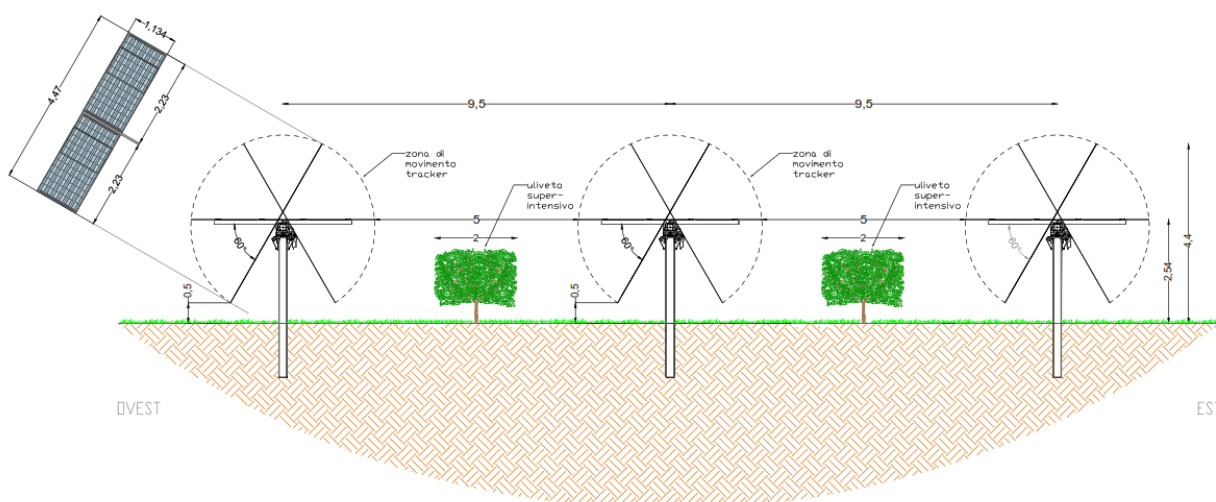 1,134
4,47
2,23
2,23
9,5
9,5
zona di
movimento
tracker
uliveto
super-
intensivo
zona di
movimento
tracker
uliveto
super-
intensivo
5
5
2
2
60°
60°
60°
0,5
0,5
2,54
4,4
OVEST
EST